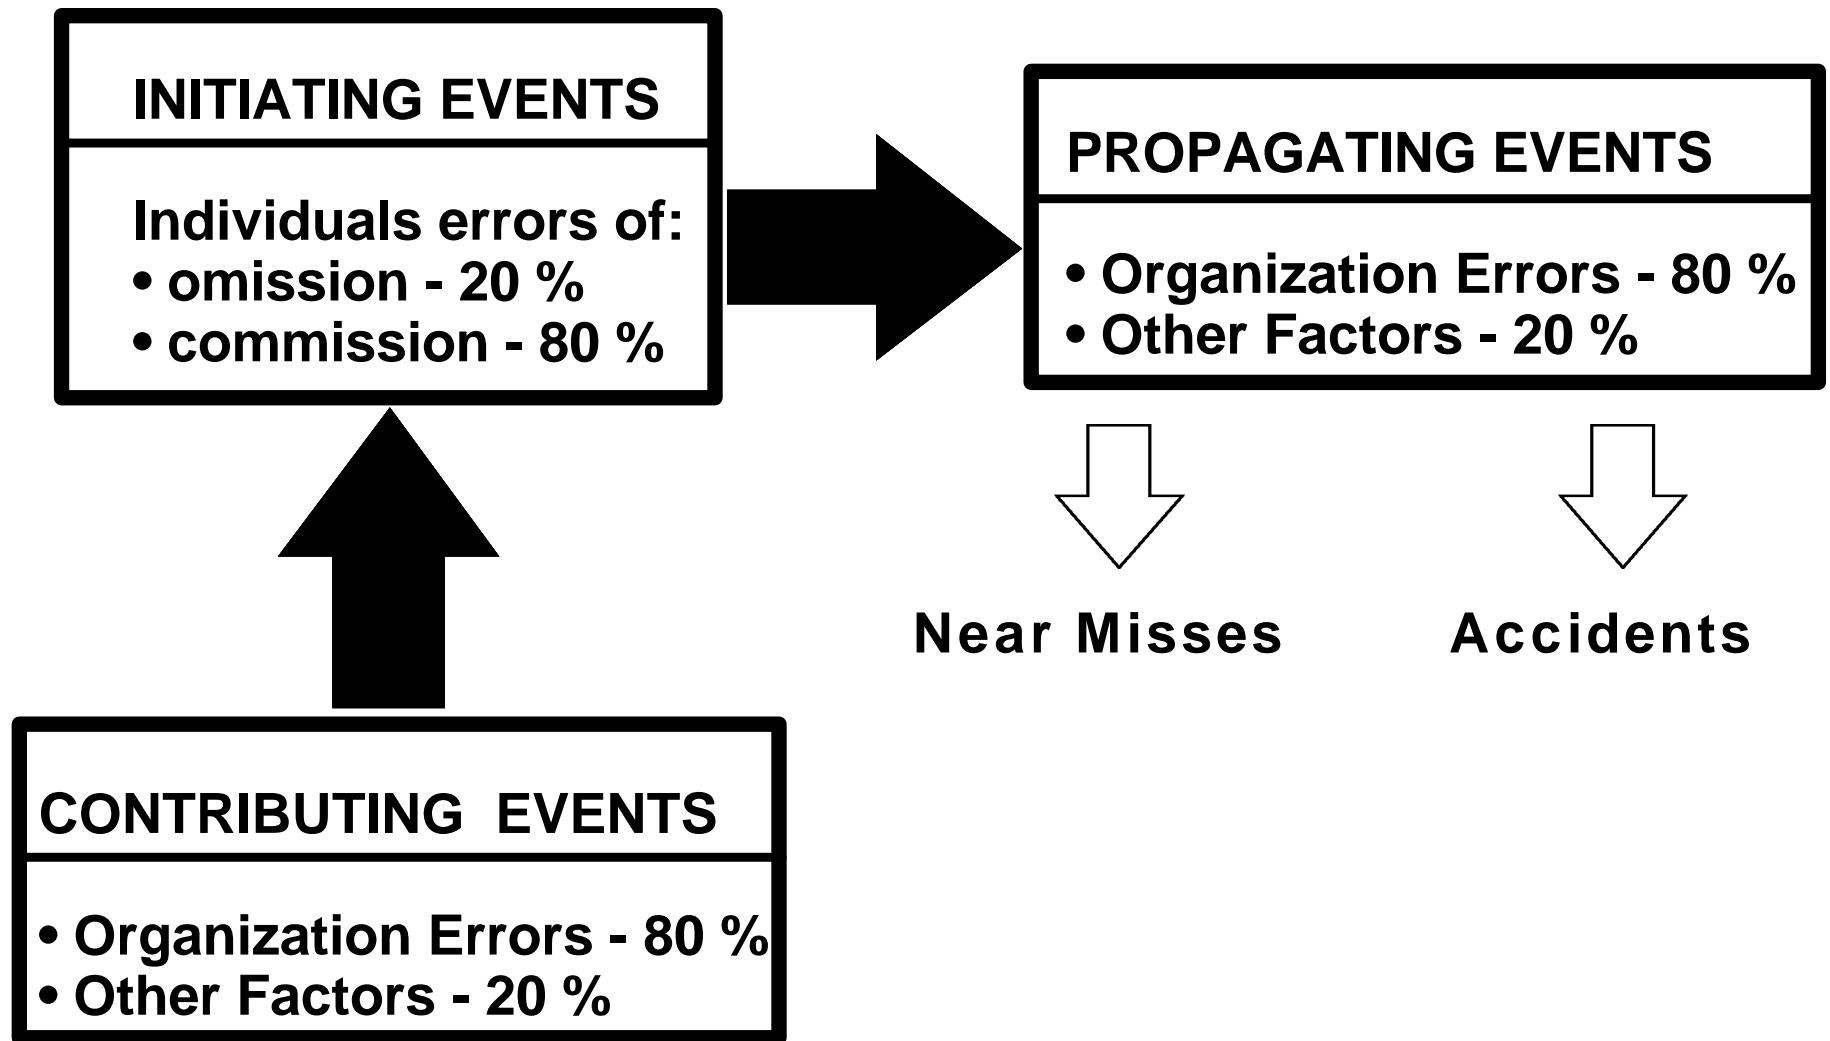 INITIATING EVENTS
Individuals errors of:
• omission - 20 %
• commission - 80 %
PROPAGATING EVENTS
• Organization Errors - 80 %
• Other Factors - 20 %
Near Misses
Accidents
CONTRIBUTING EVENTS
• Organization Errors - 80 %
• Other Factors - 20 %